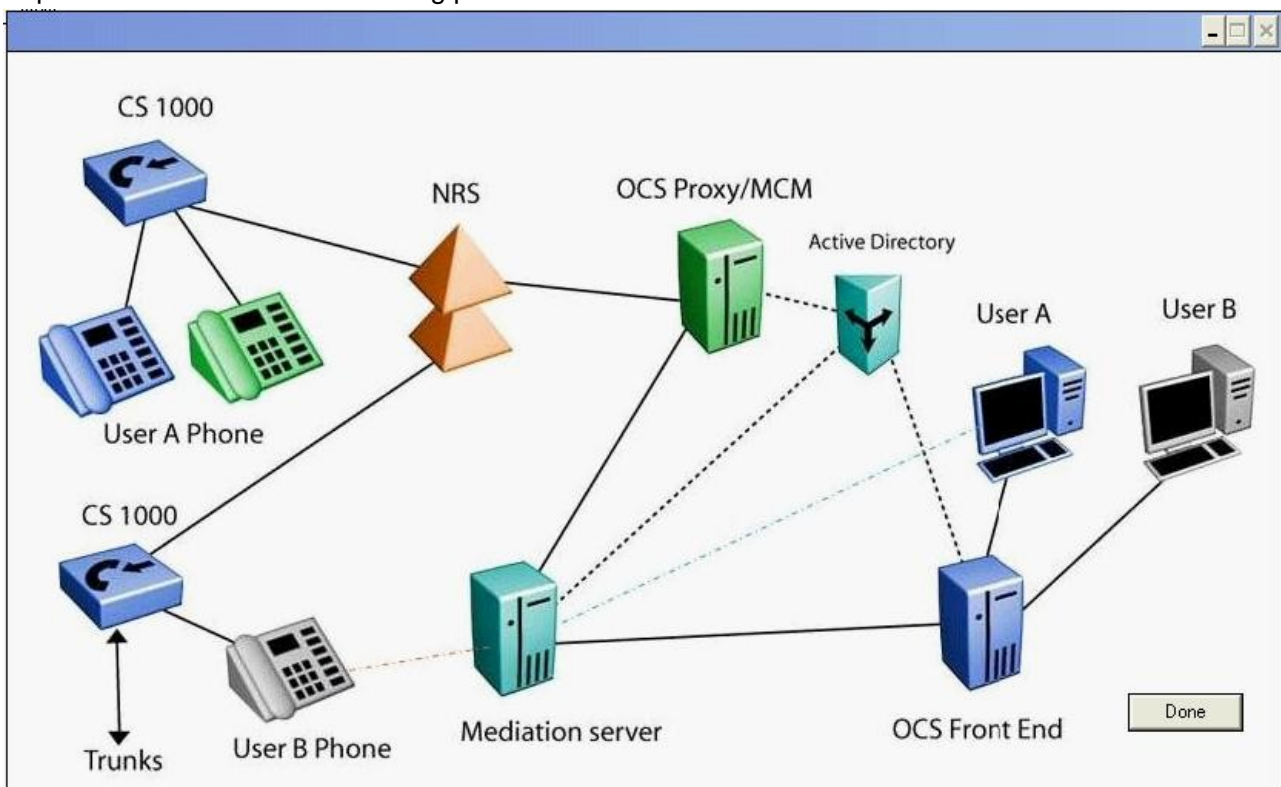 CS 1000
NRS
OCS Proxy/MCM
Active Directory
User A
User B
User A Phone
CS 1000
Trunks
User B Phone
Mediation server
OCS Front End
Done